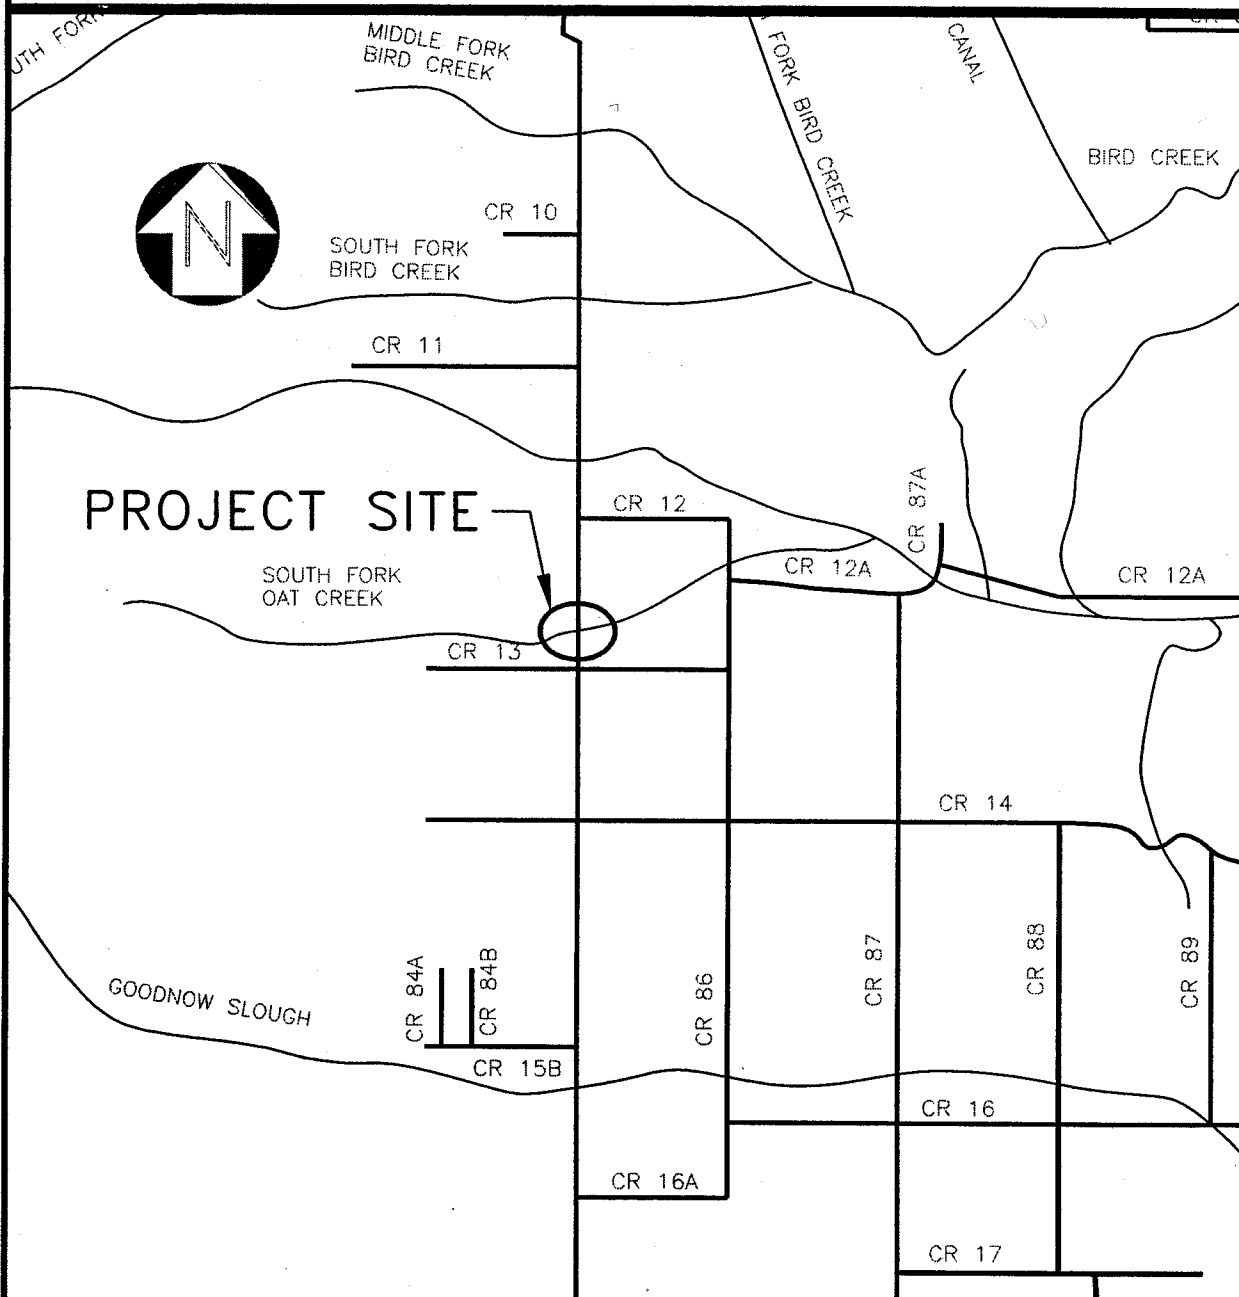 MIDDLE FORK
BIRD CREEK
FORK BIRD CREEK
CANAL
BIRD CREEK
N
CR 10
SOUTH FORK
BIRD CREEK
CR 11
PROJECT SITE
CR 12
CR 87A
SOUTH FORK
OAT CREEK
CR 12A
CR 12A
CR 13
CR 14
CR 84A
CR 84B
CR 86
CR 87
CR 88
CR 89
GOODNOW SLOUGH
CR 15B
CR 16
CR 16A
CR 17